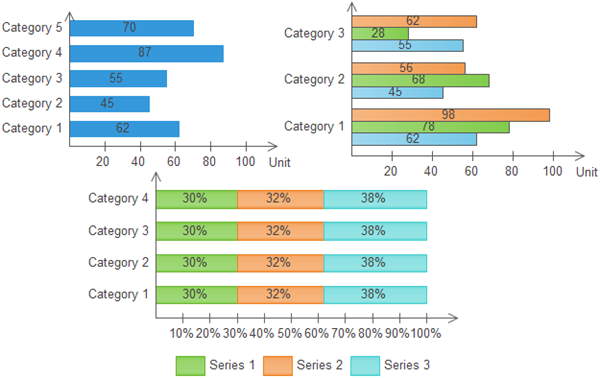 Category 5 70
Category 4 87
Category 3 55
Category 2 45
Category 1 62
20 40 60 80 100 Unit
62
Category 3 28
55
56
Category 2 68
45
98
Category 1 78
62
20 40 60 80 100 Unit
Category 4 30% 32% 38%
Category 3 30% 32% 38%
Category 2 30% 32% 38%
Category 1 30% 32% 38%
10% 20% 30% 40% 50% 60% 70% 80% 90% 100%
Series 1 Series 2 Series 3